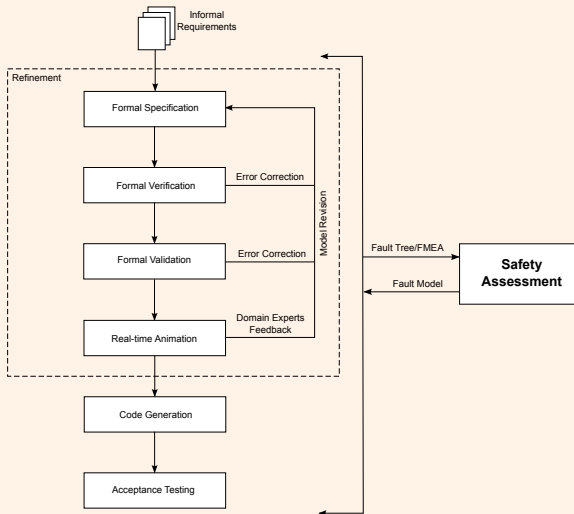 Informal
Requirements
Refinement
Formal Specification
Formal Verification
Error Correction
Model Revision
Formal Validation
Error Correction
Fault Tree/FMEA
Safety
Assessment
Fault Model
Domain Experts
Feedback
Real-time Animation
Code Generation
Acceptance Testing